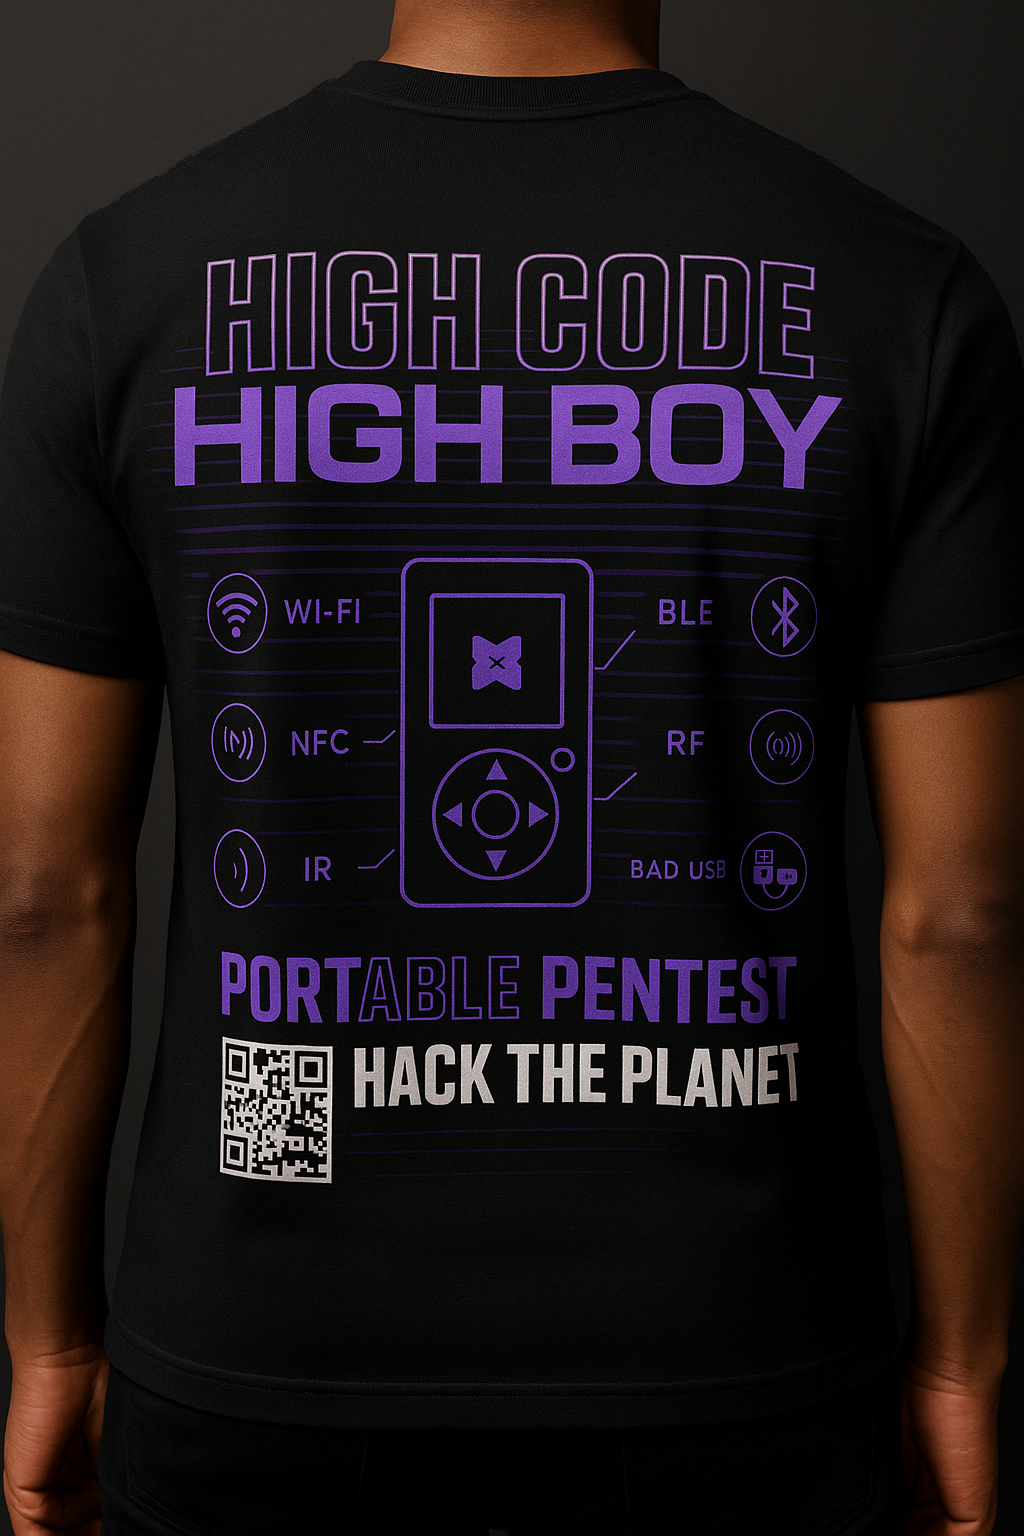 HIGH CODE
HIGH BOY
WI-FI
BLE
NFC
RF
IR
BAD USB
PORTABLE PENTEST
HACK THE PLANET